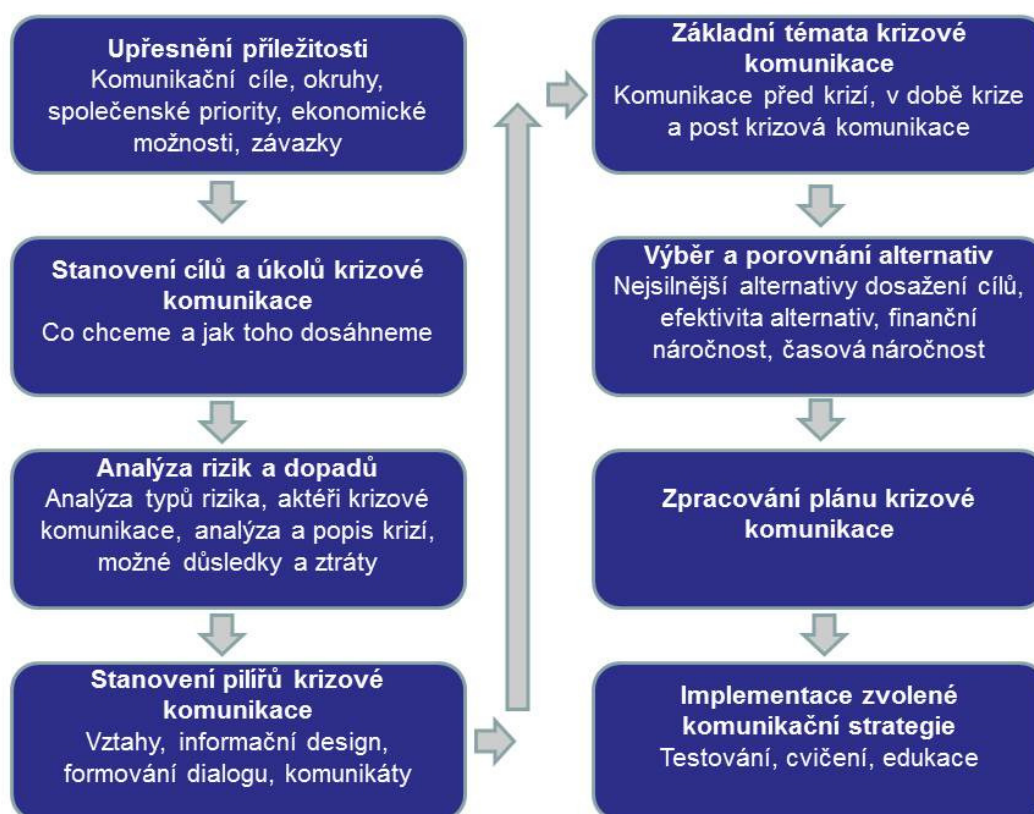 Upřesnění příležitosti
Komunikační cíle, okruhy,
společenské priority, ekonomické
možnosti, závazky
Stanovení cílů a úkolů krizové
komunikace
Co chceme a jak toho dosáhneme
Analýza rizik a dopadů
Analýza typů rizika, aktéři krizové
komunikace, analýza a popis krizí,
možné důsledky a ztráty
Stanovení pilířů krizové
komunikace
Vztahy, informační design,
formování dialogu, komunikáty
Základní témata krizové
komunikace
Komunikace před krizí, v době krize
a post krizová komunikace
Výběr a porovnání alternativ
Nejsilnější alternativy dosažení cílů,
efektivita alternativ, finanční
náročnost, časová náročnost
Zpracování plánu krizové
komunikace
Implementace zvolené
komunikační strategie
Testování, cvičení, edukace